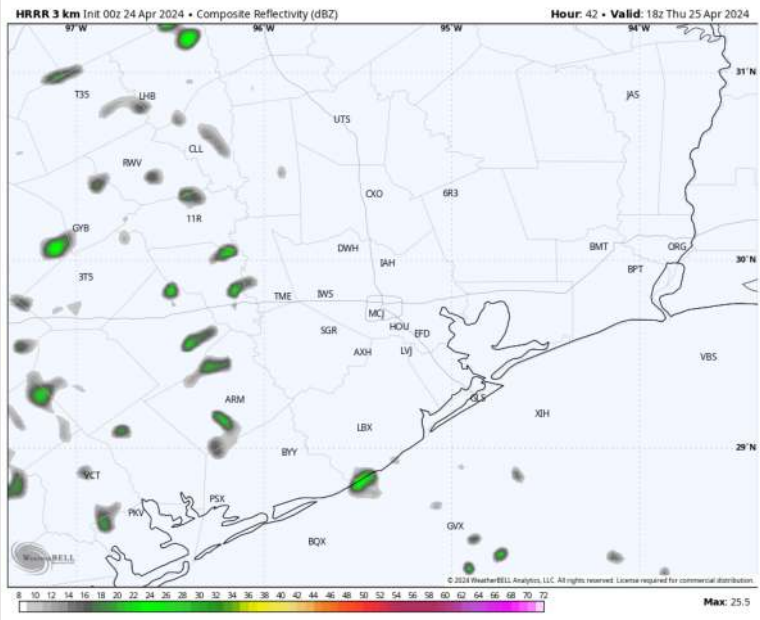 HRRR 3 km Init 00z 24 Apr 2024 • Composite Reflectivity (dBZ) Hour: 42 • Valid: 18z Thu 25 Apr 2024
97°W 96°W 95°W 94°W
31°N
T35 LHB JAS
UTS
CLL
RWV
CXO 6R3
11R
GYB
DWH BMT ORG
IAH 30°N
3T5 BPT
TME IWS
MCJ
SGR HOU EFD
AXH LVJ VBS
ARM GLS
XIH
LBX
BYY 29°N
VCT
PSX
PKV
GVX
BQX
WeatherBELL
© 2024 WeatherBELL Analytics, LLC. All rights reserved. License required for commercial distribution.
8 10 12 14 16 18 20 22 24 26 28 30 32 34 36 38 40 42 44 46 48 50 52 54 56 58 60 62 64 66 68 70 72 Max: 25.5